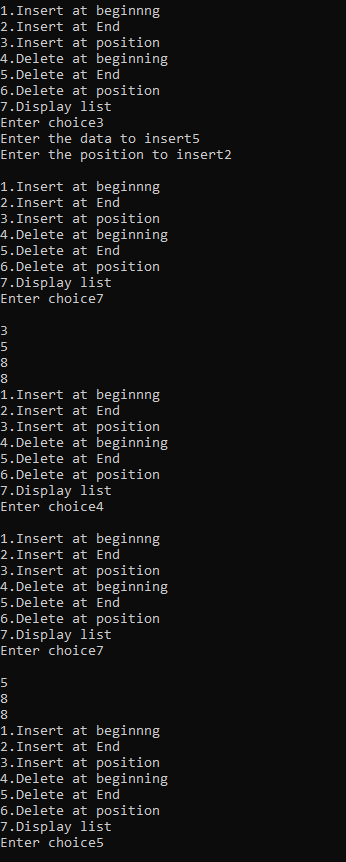 1.Insert at beginnng
2.Insert at End
3.Insert at position
4.Delete at beginning
5.Delete at End
6.Delete at position
7.Display list
Enter choice3
Enter the data to insert5
Enter the position to insert2
1.Insert at beginnng
2.Insert at End
3.Insert at position
4.Delete at beginning
5.Delete at End
6.Delete at position
7.Display list
Enter choice7
3
5
8
8
1.Insert at beginnng
2.Insert at End
3.Insert at position
4.Delete at beginning
5.Delete at End
6.Delete at position
7.Display list
Enter choice4
1.Insert at beginnng
2.Insert at End
3.Insert at position
4.Delete at beginning
5.Delete at End
6.Delete at position
7.Display list
Enter choice7
5
8
8
1.Insert at beginnng
2.Insert at End
3.Insert at position
4.Delete at beginning
5.Delete at End
6.Delete at position
7.Display list
Enter choice5